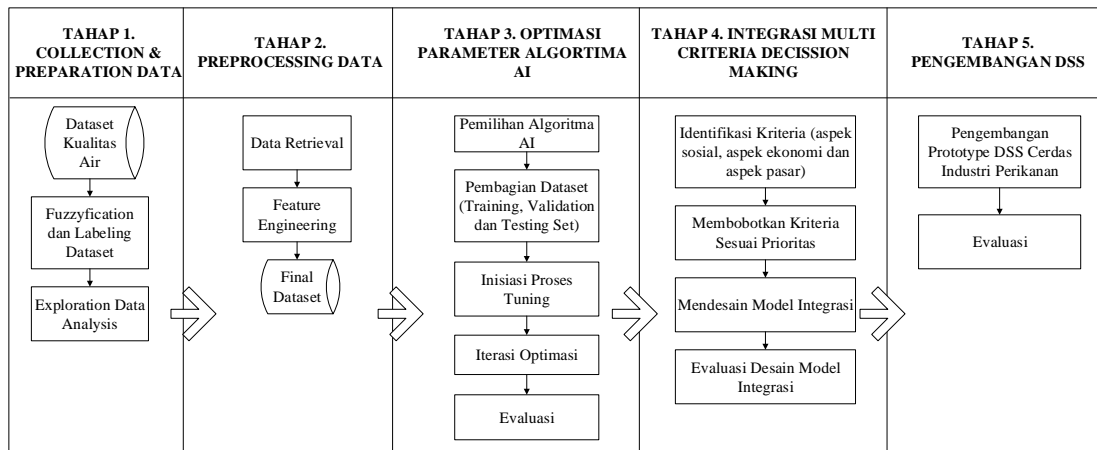 TAHAP 1.
COLLECTION &
PREPARATION DATA
TAHAP 2.
PREPROCESSING DATA
TAHAP 3. OPTIMASI
PARAMETER ALGORTIMA
AI
TAHAP 4. INTEGRASI MULTI
CRITERIA DECISSION
MAKING
TAHAP 5.
PENGEMBANGAN DSS
Dataset
Kualitas
Air
Fuzzyfication
dan Labeling
Dataset
Exploration Data
Analysis
Data Retrieval
Feature
Engineering
Final
Dataset
Pemilihan Algoritma
AI
Pembagian Dataset
(Training, Validation
dan Testing Set)
Inisiasi Proses
Tuning
Iterasi Optimasi
Evaluasi
Identifikasi Kriteria (aspek
sosial, aspek ekonomi dan
aspek pasar)
Membobotkan Kriteria
Sesuai Prioritas
Mendesain Model Integrasi
Evaluasi Desain Model
Integrasi
Pengembangan
Prototype DSS Cerdas
Industri Perikanan
Evaluasi